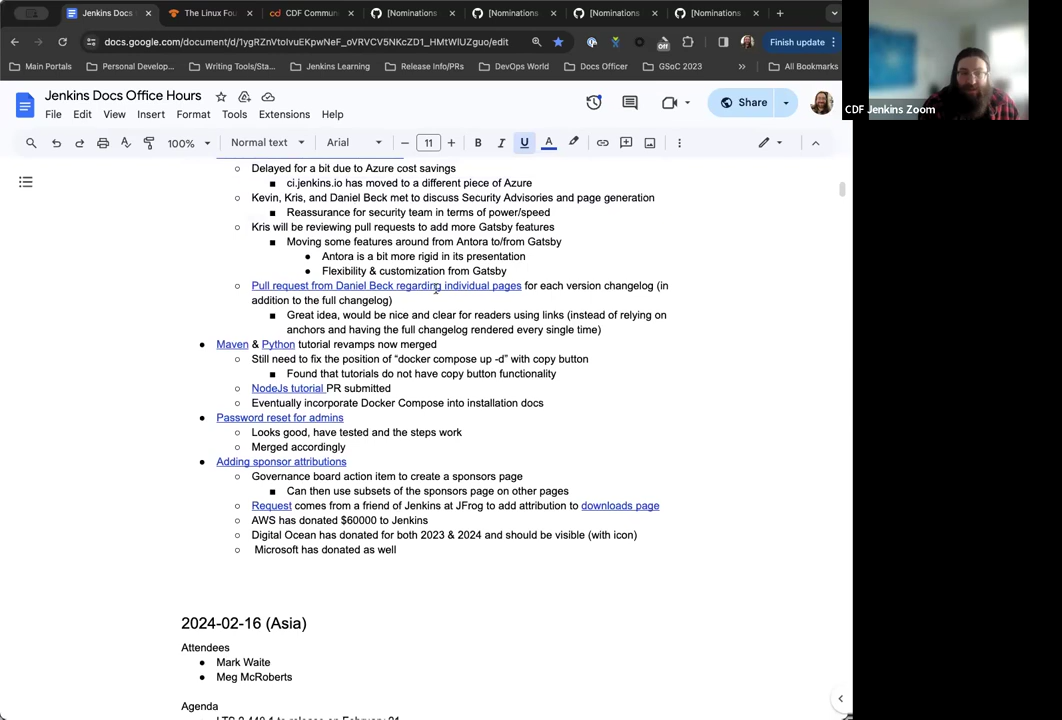 Jenkins Docs
The Linux Fou
CDF Commun
[Nominations
[Nominations
[Nominations
[Nominations
docs.google.com/document/d/1ygRZnVtoIvuEKpwNeF_oVRVCV5NKcZD1_HMtWlUZguo/edit
Off
Finish update
Main Portals
Personal Develop...
Writing Tools/Sta...
Jenkins Learning
Release Info/PRs
DevOps World
Docs Officer
GSoC 2023
»
All Bookmarks
Jenkins Docs Office Hours
File Edit View Insert Format Tools Extensions Help
Share
CDF Jenkins Zoom
100% Normal text Arial 11 B I U A
Delayed for a bit due to Azure cost savings
ci.jenkins.io has moved to a different piece of Azure
Kevin, Kris, and Daniel Beck met to discuss Security Advisories and page generation
Reassurance for security team in terms of power/speed
Kris will be reviewing pull requests to add more Gatsby features
Moving some features around from Antora to/from Gatsby
Antora is a bit more rigid in its presentation
Flexibility & customization from Gatsby
Pull request from Daniel Beck regarding individual pages for each version changelog (in
addition to the full changelog)
Great idea, would be nice and clear for readers using links (instead of relying on
anchors and having the full changelog rendered every single time)
Maven & Python tutorial revamps now merged
Still need to fix the position of “docker compose up -d” with copy button
Found that tutorials do not have copy button functionality
NodeJs tutorial PR submitted
Eventually incorporate Docker Compose into installation docs
Password reset for admins
Looks good, have tested and the steps work
Merged accordingly
Adding sponsor attributions
Governance board action item to create a sponsors page
Can then use subsets of the sponsors page on other pages
Request comes from a friend of Jenkins at JFrog to add attribution to downloads page
AWS has donated $60000 to Jenkins
Digital Ocean has donated for both 2023 & 2024 and should be visible (with icon)
Microsoft has donated as well
2024-02-16 (Asia)
Attendees
Mark Waite
Meg McRoberts
Agenda
LTS 2.440.1 to release on February 21